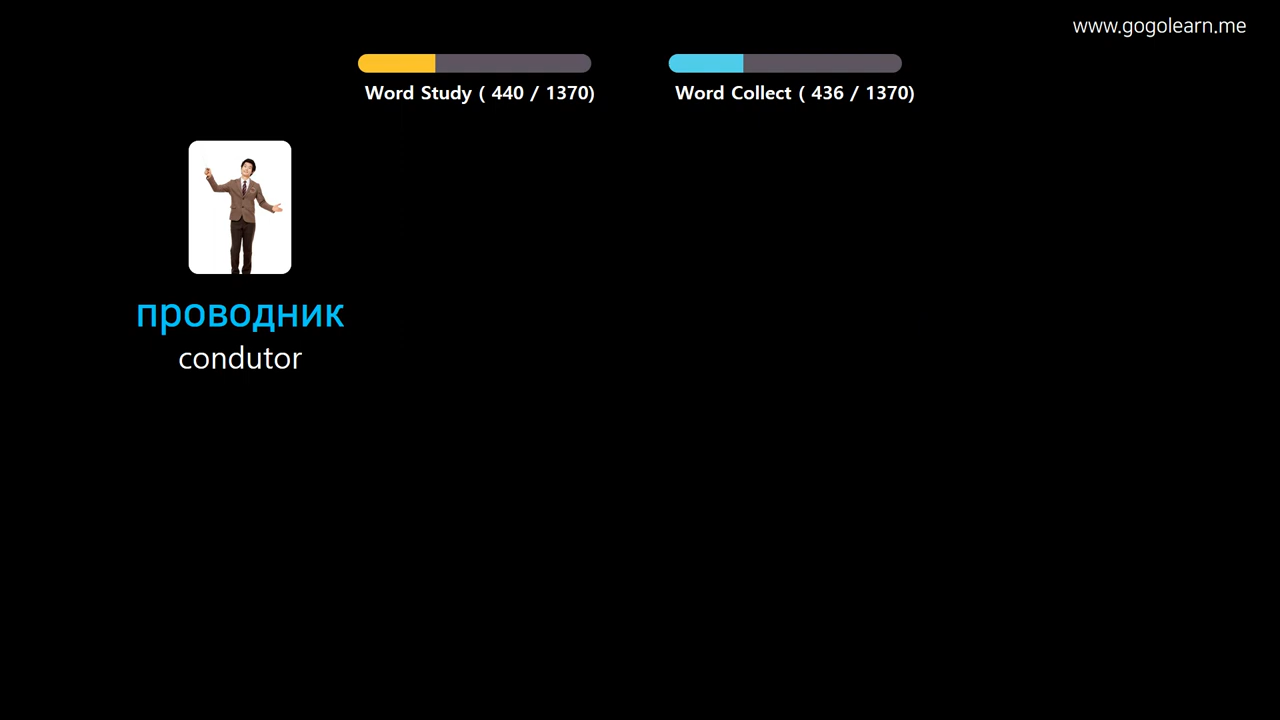 www.gogolearn.me
Word Study ( 440 / 1370)
Word Collect ( 436 / 1370)
проводник
condutor